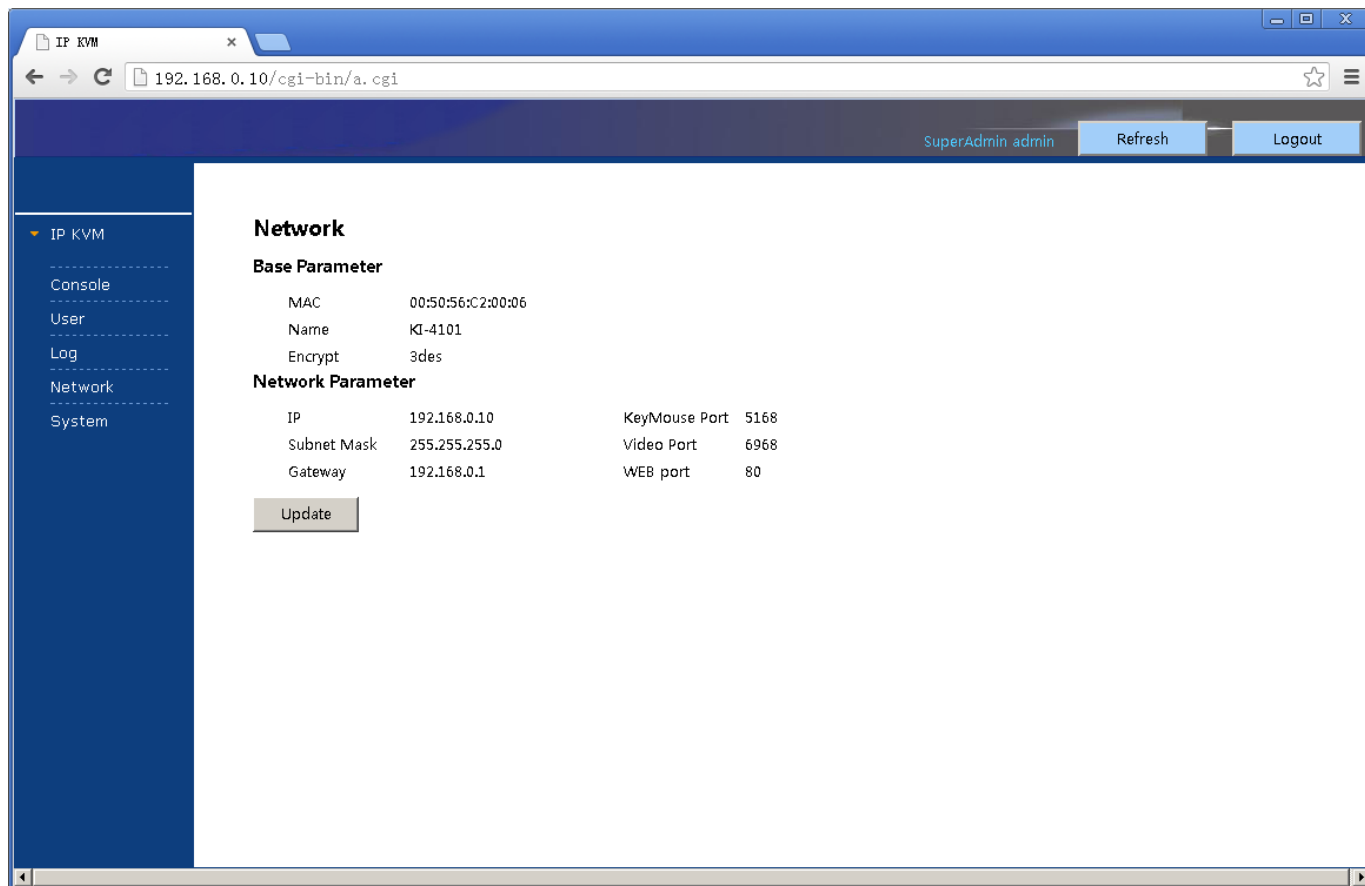 IP KVM
192.168.0.10/cgi-bin/a.cgi
SuperAdmin admin Refresh Logout
IP KVM
Console
User
Log
Network
System
Network
Base Parameter
MAC 00:50:56:C2:00:06
Name KI-4101
Encrypt 3des
Network Parameter
IP 192.168.0.10 KeyMouse Port 5168
Subnet Mask 255.255.255.0 Video Port 6968
Gateway 192.168.0.1 WEB port 80
Update